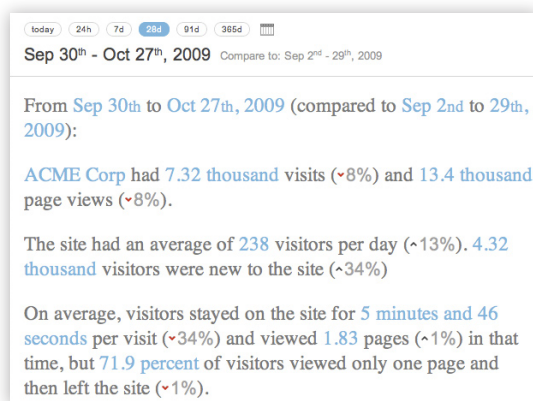 today 24h 7d 28d 91d 365d
Sep 30th - Oct 27th, 2009 Compare to: Sep 2nd - 29th, 2009
From Sep 30th to Oct 27th, 2009 (compared to Sep 2nd to 29th,
2009):
ACME Corp had 7.32 thousand visits (⌄8%) and 13.4 thousand
page views (⌄8%).
The site had an average of 238 visitors per day (⌃13%). 4.32
thousand visitors were new to the site (⌃34%)
On average, visitors stayed on the site for 5 minutes and 46
seconds per visit (⌄34%) and viewed 1.83 pages (⌃1%) in that
time, but 71.9 percent of visitors viewed only one page and
then left the site (⌄1%).